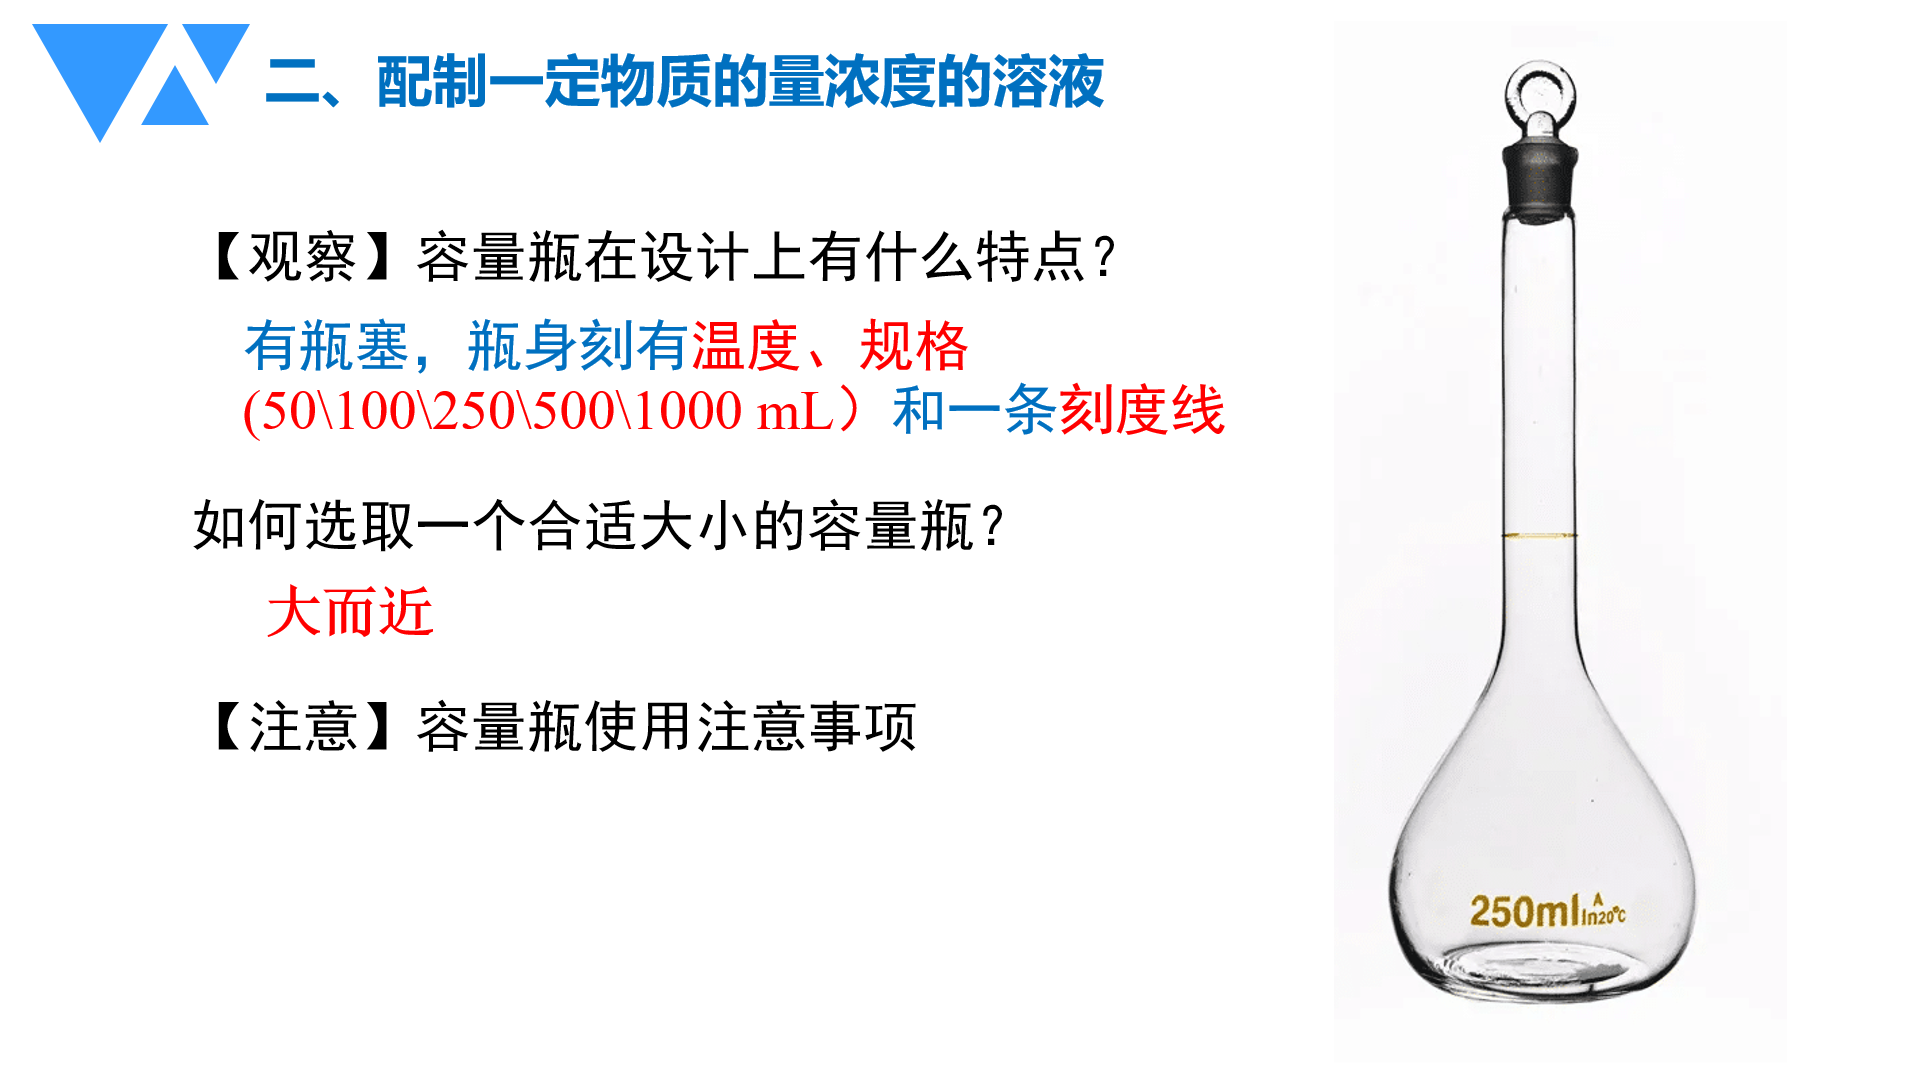 二、配制一定物质的量浓度的溶液
【观察】容量瓶在设计上有什么特点？
有瓶塞，瓶身刻有温度、规格
(50\100\250\500\1000 mL）和一条刻度线
如何选取一个合适大小的容量瓶？
大而近
【注意】容量瓶使用注意事项
250ml A In20℃